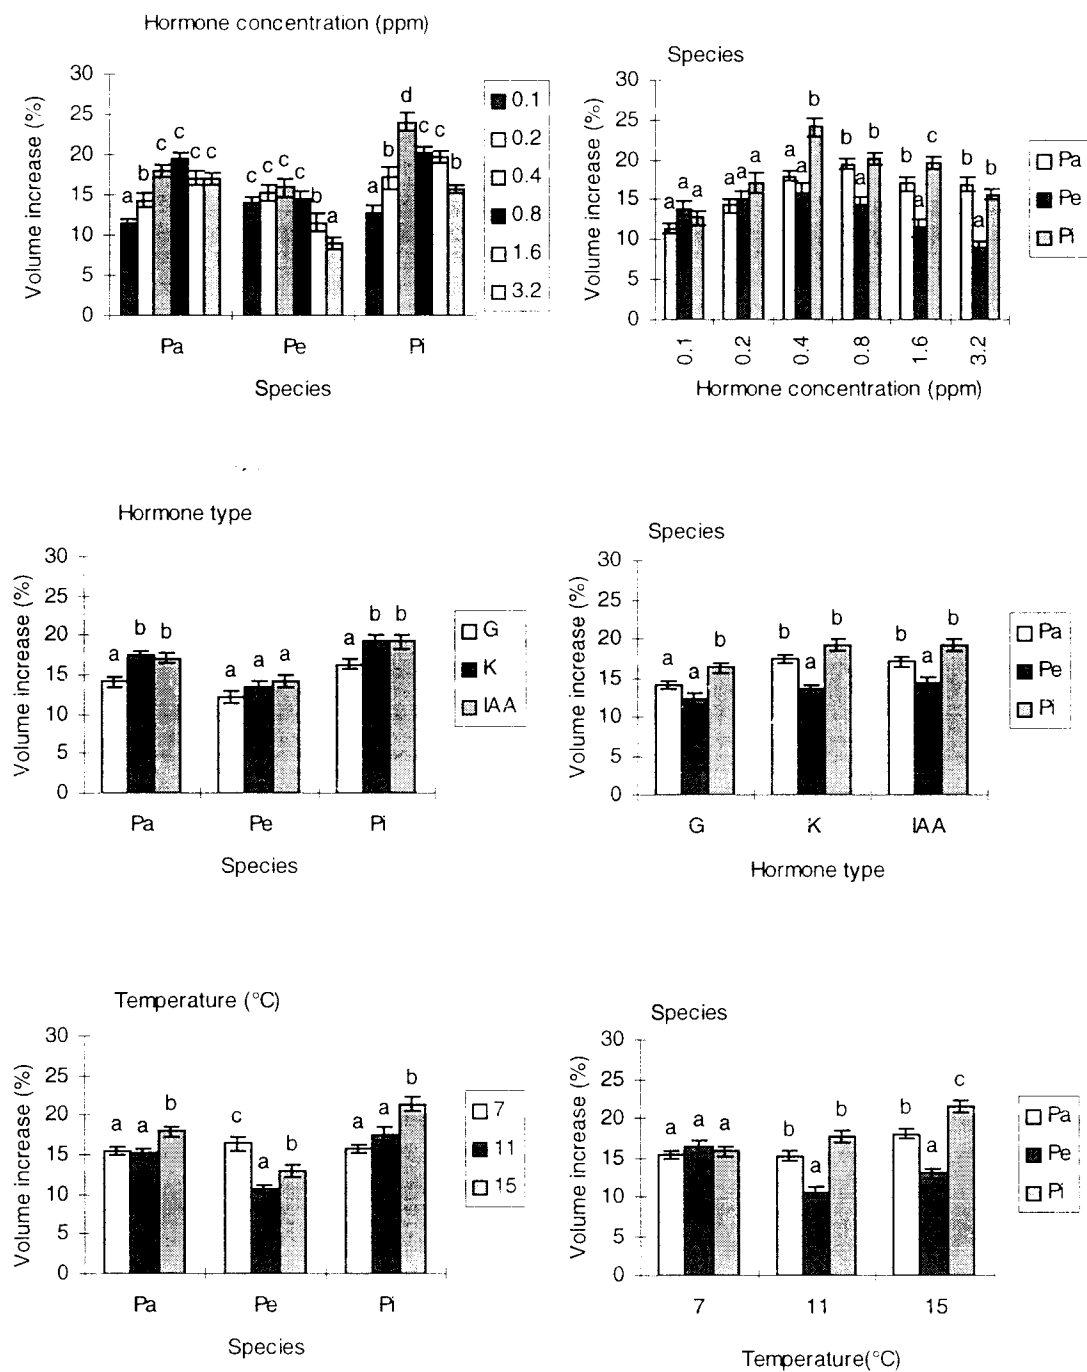 Hormone concentration (ppm)
Volume increase (%)
30
25
20
15
10
5
0
a b c c c c
c c c c b a
a b d c c b
Pa Pe Pi
Species
0.1
0.2
0.4
0.8
1.6
3.2
Species
Volume increase (%)
30
25
20
15
10
5
0
a a a
a a a
a a b
b a b
b a c
b a b
0.1 0.2 0.4 0.8 1.6 3.2
Hormone concentration (ppm)
Pa
Pe
Pi
Hormone type
Volume increase (%)
30
25
20
15
10
5
0
a b b
a a a
a b b
Pa Pe Pi
Species
G
K
IAA
Species
Volume increase (%)
30
25
20
15
10
5
0
a a b
b a b
b a b
G K IAA
Hormone type
Pa
Pe
Pi
Temperature (°C)
Volume increase (%)
30
25
20
15
10
5
0
a a b
c a b
a a b
Pa Pe Pi
Species
7
11
15
Species
Volume increase (%)
30
25
20
15
10
5
0
a a a
b a b
b a c
7 11 15
Temperature(°C)
Pa
Pe
Pi